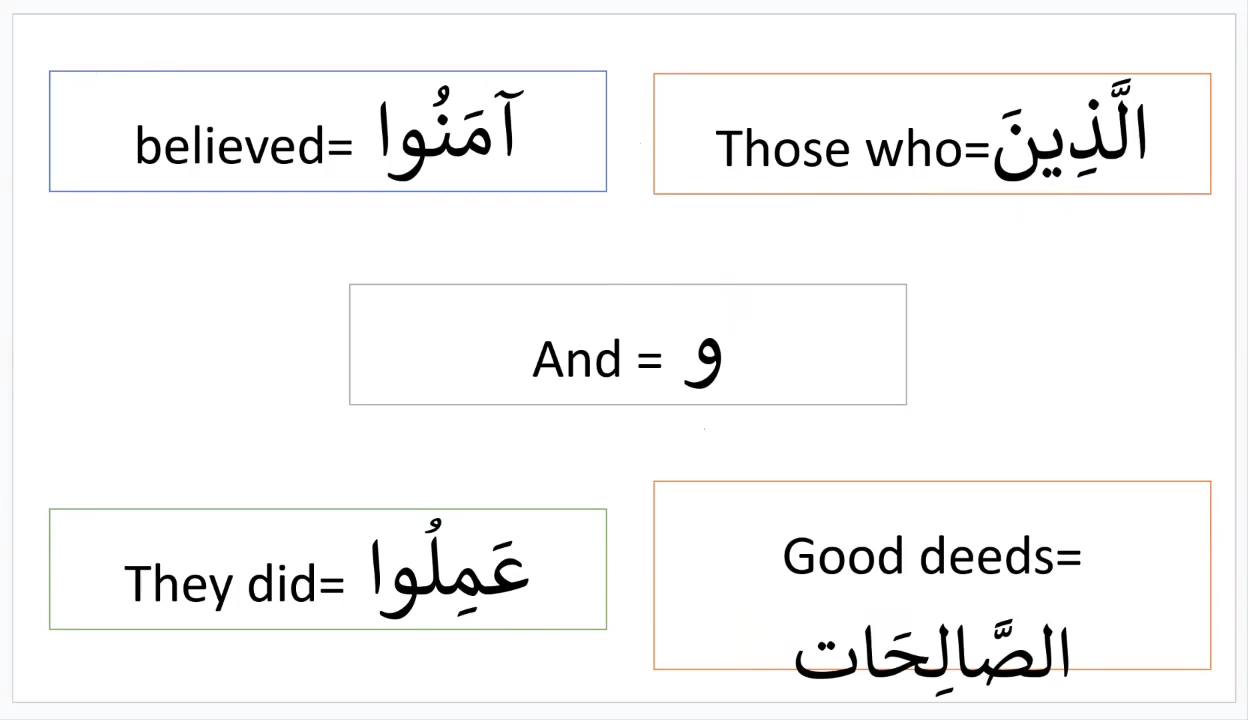 believed= آمَنُوا
Those who=الَّذِينَ
And = و
They did= عَمِلُوا
Good deeds=
الصَّالِحَات